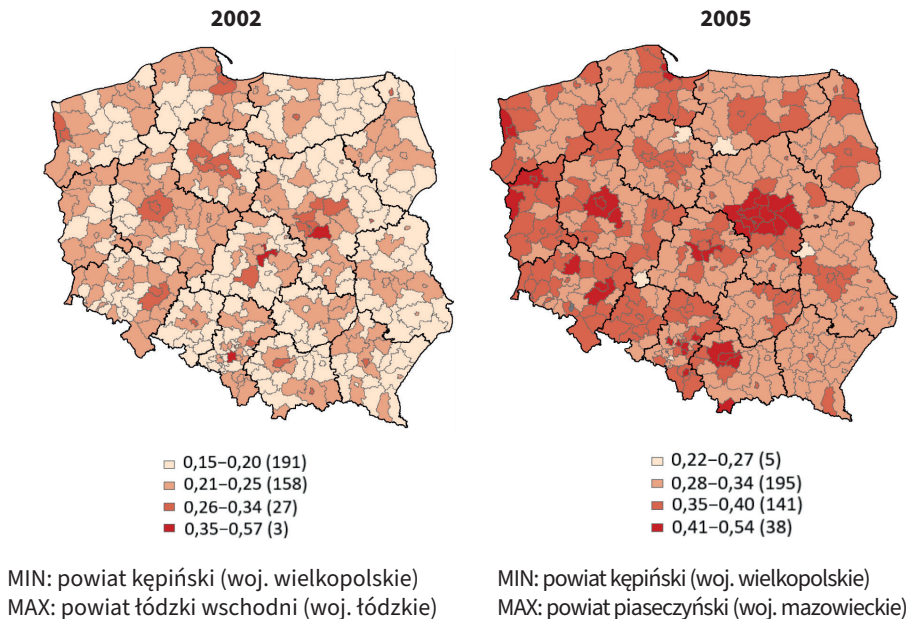 2002
2005
0,15–0,20 (191)
0,21–0,25 (158)
0,26–0,34 (27)
0,35–0,57 (3)
0,22–0,27 (5)
0,28–0,34 (195)
0,35–0,40 (141)
0,41–0,54 (38)
MIN: powiat kępiński (woj. wielkopolskie)
MAX: powiat łódzki wschodni (woj. łódzkie)
MIN: powiat kępiński (woj. wielkopolskie)
MAX: powiat piaseczyński (woj. mazowieckie)